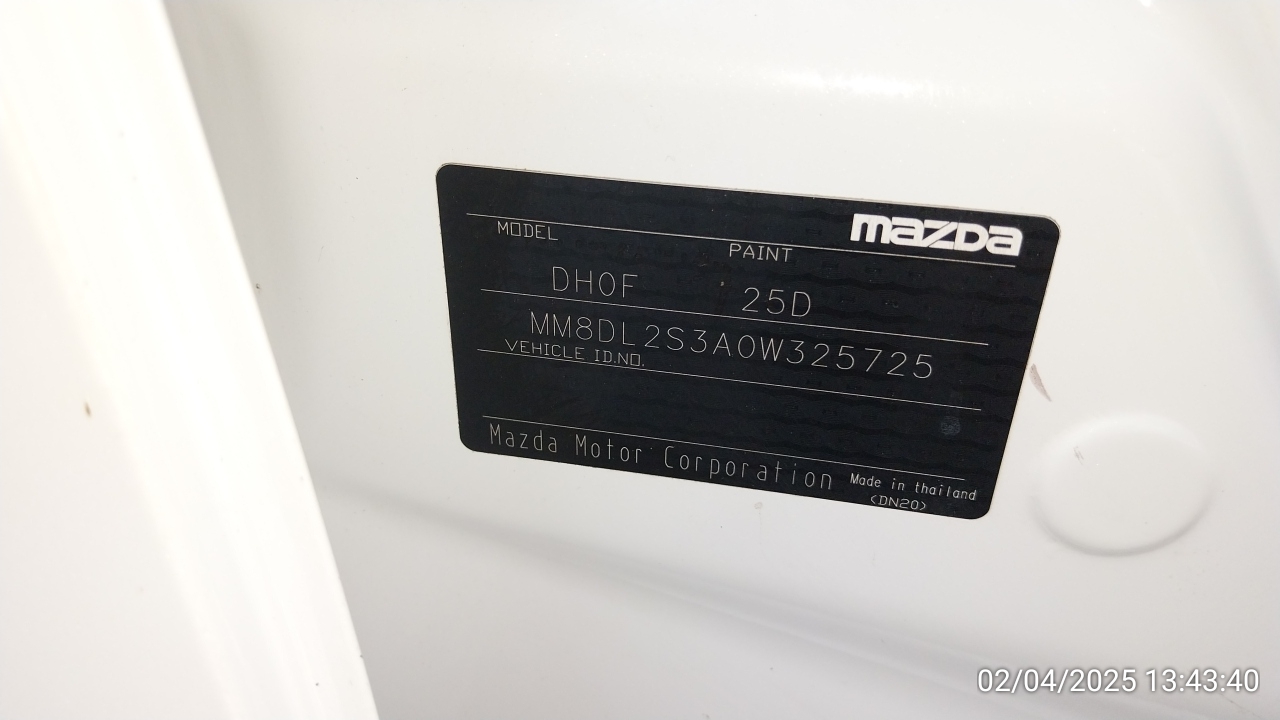 mazda
MODEL PAINT
DH0F 25D
MM8DL2S3A0W325725
VEHICLE ID.NO.
Mazda Motor Corporation
Made in thailand
<DN20>
02/04/2025 13:43:40